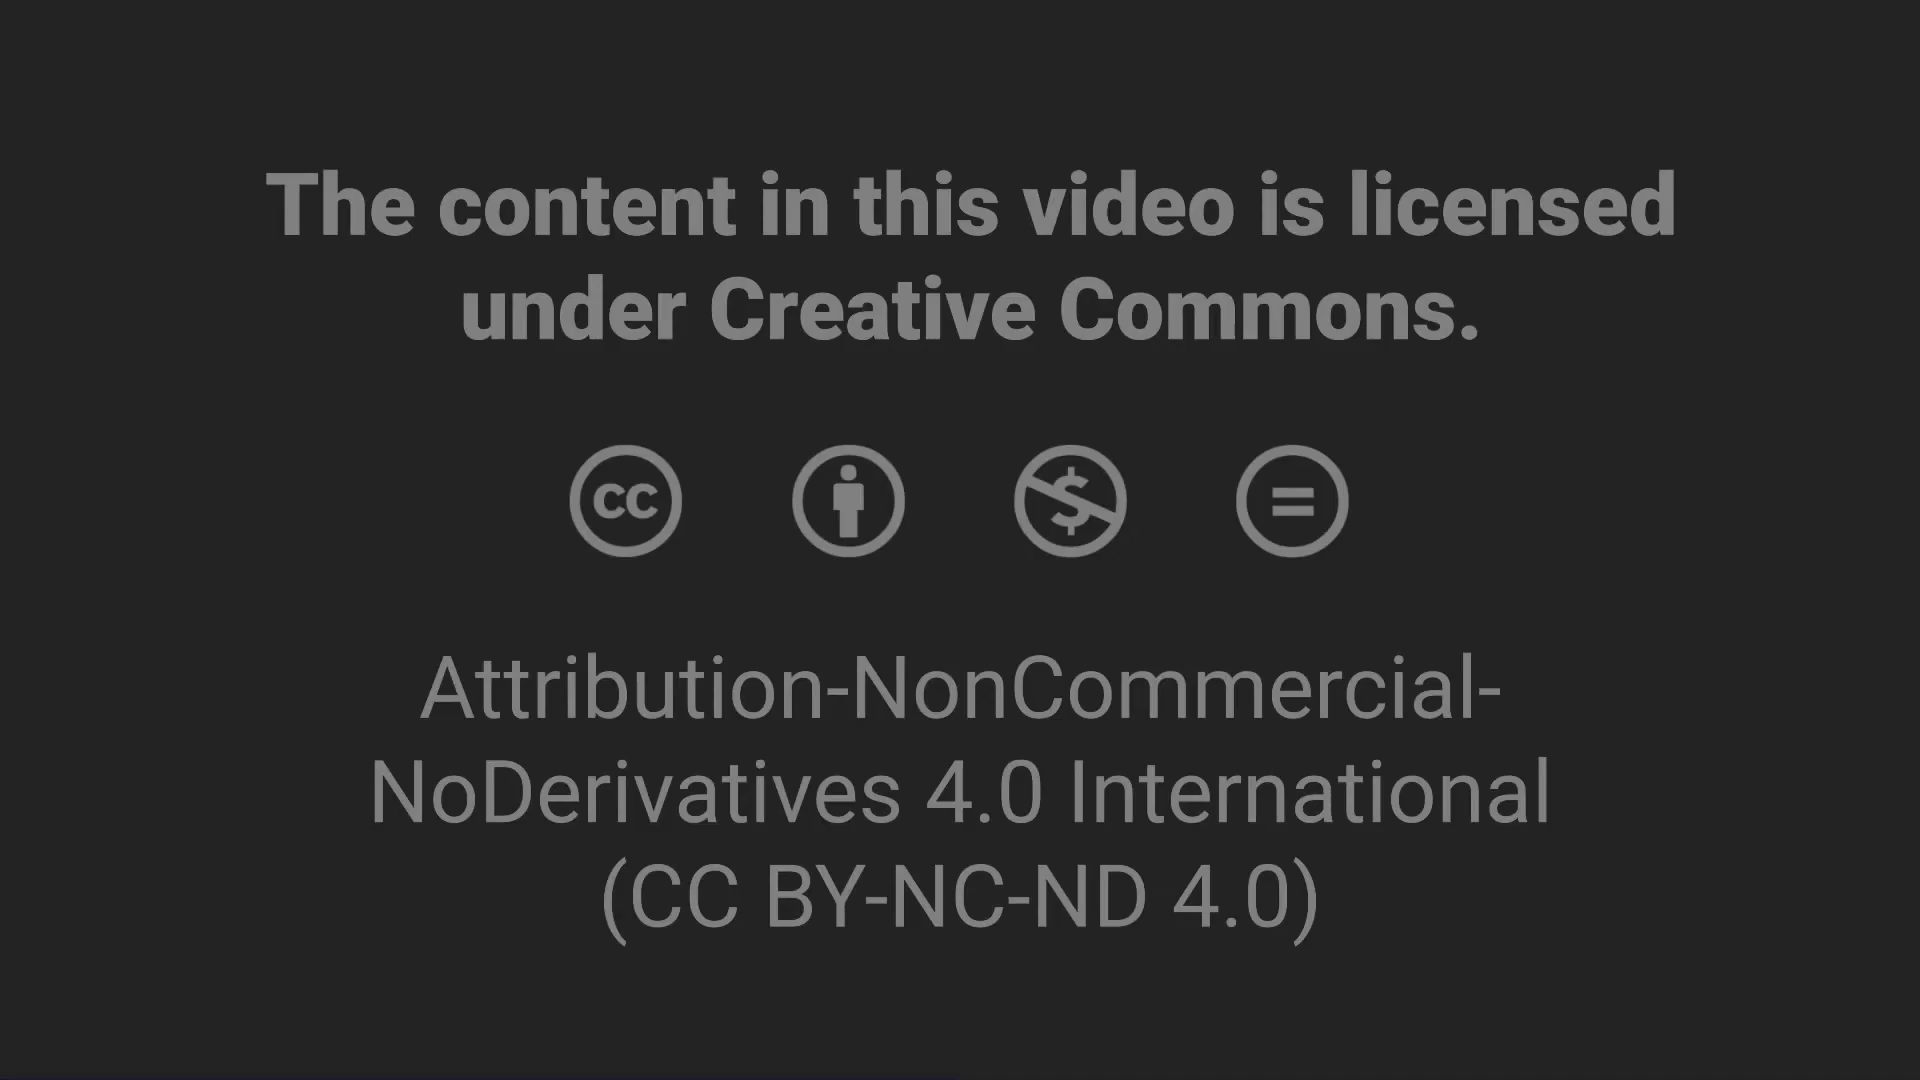 The content in this video is licensed
under Creative Commons.
cc
$
=
Attribution-NonCommercial-
NoDerivatives 4.0 International
(CC BY-NC-ND 4.0)